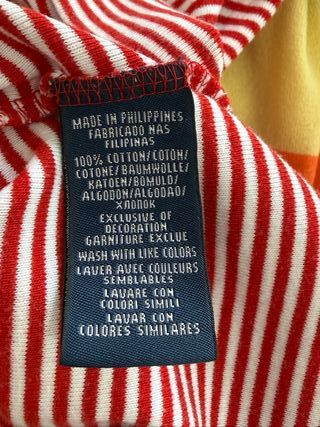 MADE IN PHILIPPINES
FABRICADO NAS
FILIPINAS
100% COTTON/COTON/
COTONE/BAUMWOLLE/
KATOEN/BOMULD/
ALGODON/ALGODAO/
ХЛОПОК
EXCLUSIVE OF
DECORATION
GARNITURE EXCLUE
WASH WITH LIKE COLORS
LAVER AVEC COULEURS
SEMBLABLES
LAVARE CON
COLORI SIMILI
LAVAR CON
COLORES SIMILARES